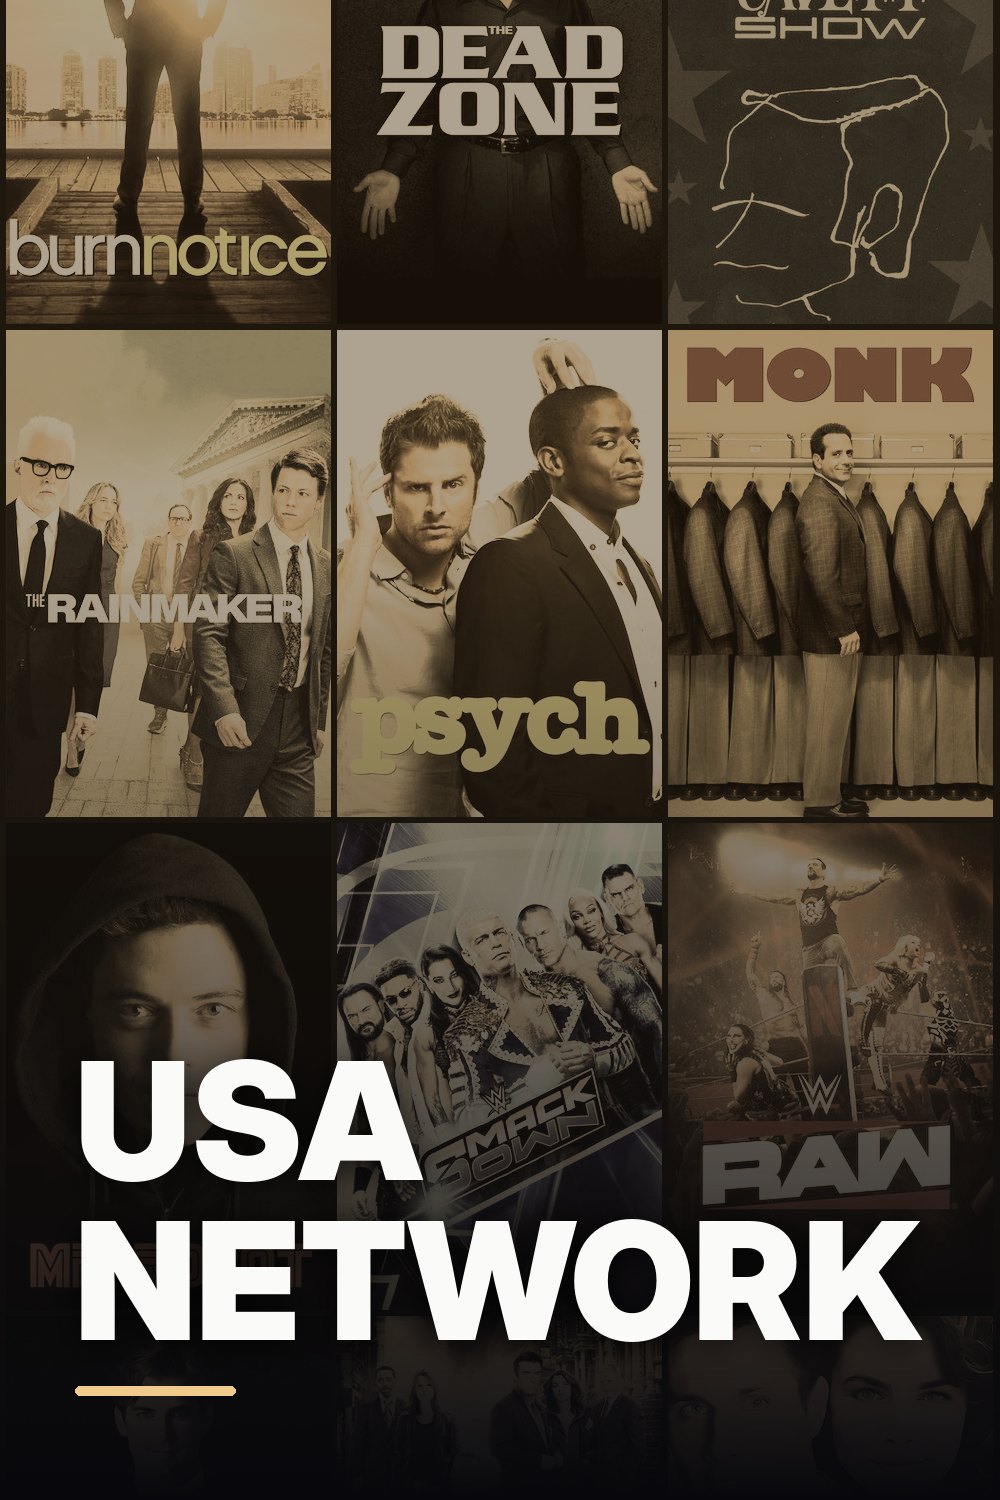 THE
DEAD
ZONE
SHOW
burnnotice
MONK
THE RAINMAKER
psych
W
SMACK
DOWN
W
RAW
USA
NETWORK